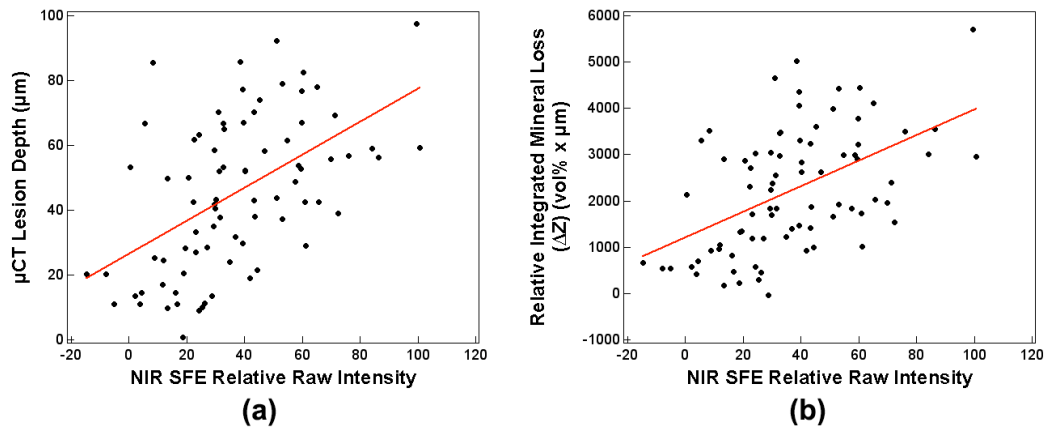 100
80
60
40
20
0
µCT Lesion Depth (µm)
-20 0 20 40 60 80 100 120
NIR SFE Relative Raw Intensity
(a)
6000
5000
4000
3000
2000
1000
0
-1000
Relative Integrated Mineral Loss
(ΔZ) (vol% x µm)
-20 0 20 40 60 80 100 120
NIR SFE Relative Raw Intensity
(b)